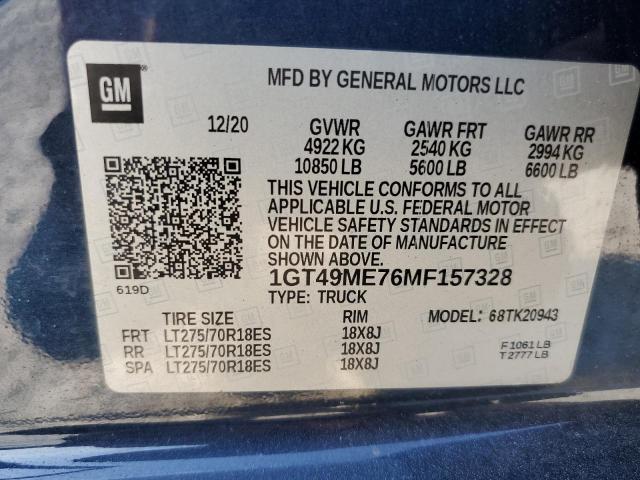 GM
MFD BY GENERAL MOTORS LLC
12/20 GVWR GAWR FRT GAWR RR
4922 KG 2540 KG 2994 KG
10850 LB 5600 LB 6600 LB
THIS VEHICLE CONFORMS TO ALL
APPLICABLE U.S. FEDERAL MOTOR
VEHICLE SAFETY STANDARDS IN EFFECT
ON THE DATE OF MANUFACTURE
SHOWN ABOVE.
619D
1GT49ME76MF157328
TYPE: TRUCK
MODEL: 68TK20943
TIRE SIZE RIM
FRT LT275/70R18ES 18X8J
RR LT275/70R18ES 18X8J
SPA LT275/70R18ES 18X8J
F 1061 LB
T 2777 LB